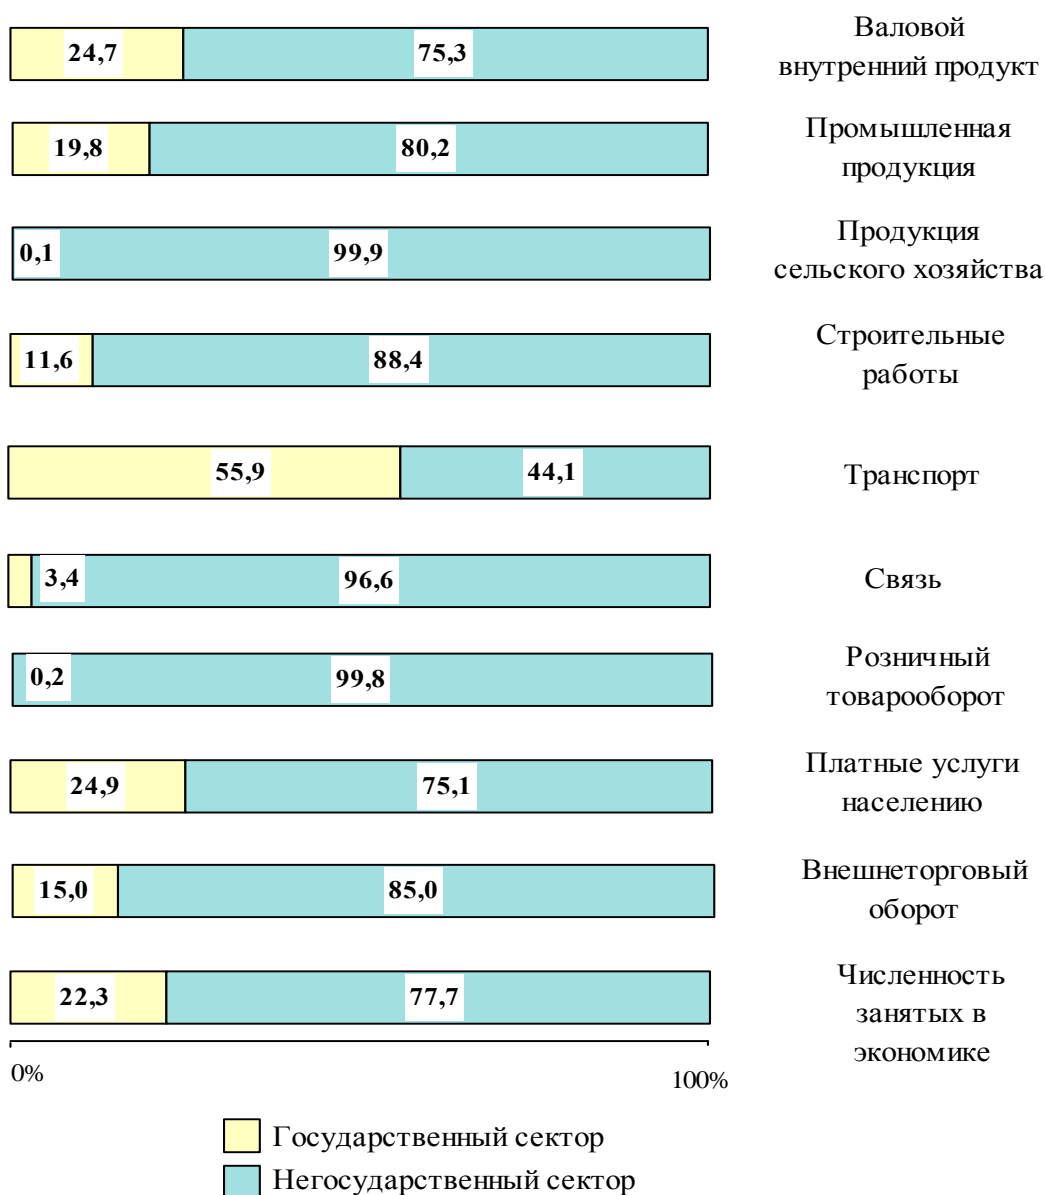 24,7 75,3 Валовой
внутренний продукт
19,8 80,2 Промышленная
продукция
0,1 99,9 Продукция
сельского хозяйства
11,6 88,4 Строительные
работы
55,9 44,1 Транспорт
3,4 96,6 Связь
0,2 99,8 Розничный
товарооборот
24,9 75,1 Платные услуги
населению
15,0 85,0 Внешнеторговый
оборот
22,3 77,7 Численность
занятых в
экономике
0% 100%
Государственный сектор
Негосударственный сектор